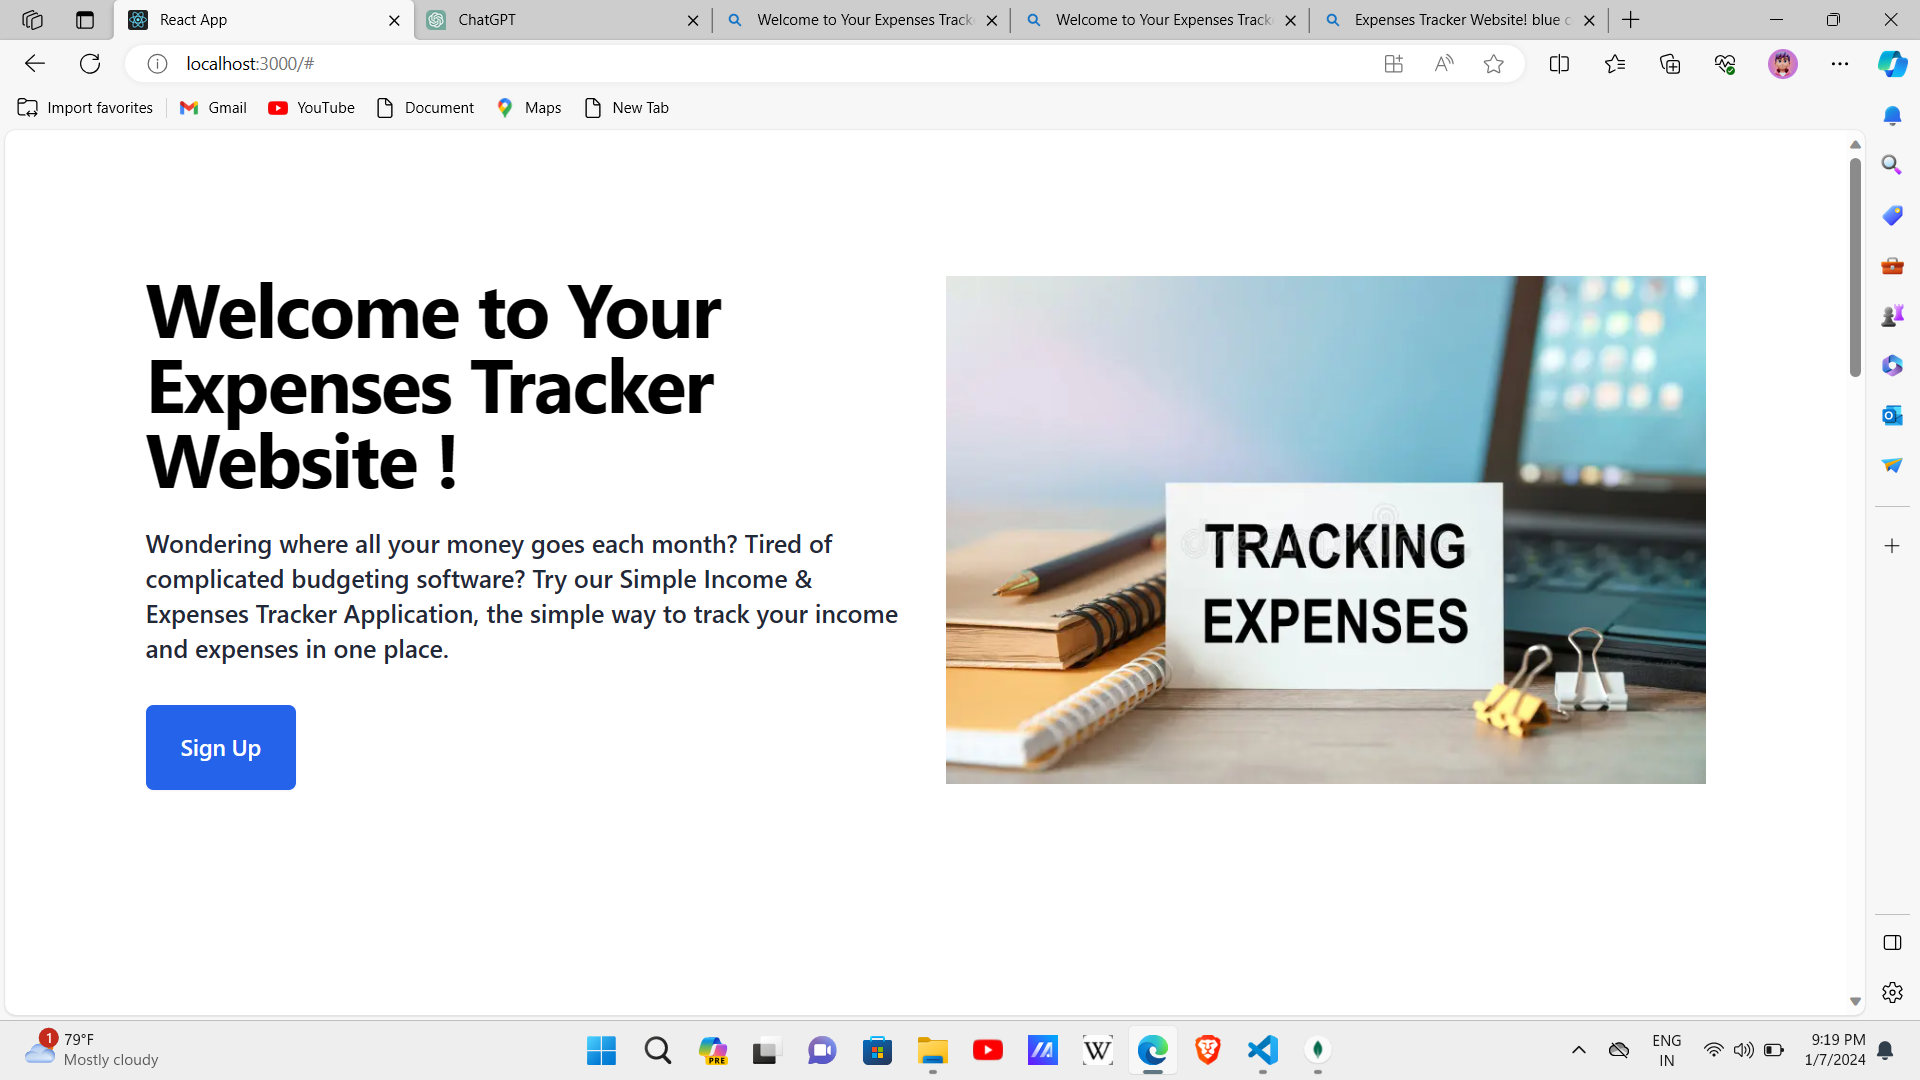 React App
ChatGPT
Welcome to Your Expenses Track
Welcome to Your Expenses Track
Expenses Tracker Website! blue c
localhost:3000/#
Import favorites
Gmail
YouTube
Document
Maps
New Tab
Welcome to Your
Expenses Tracker
Website !
Wondering where all your money goes each month? Tired of
complicated budgeting software? Try our Simple Income &
Expenses Tracker Application, the simple way to track your income
and expenses in one place.
Sign Up
TRACKING
EXPENSES
1
79°F
Mostly cloudy
PRE
W
ENG
IN
9:19 PM
1/7/2024